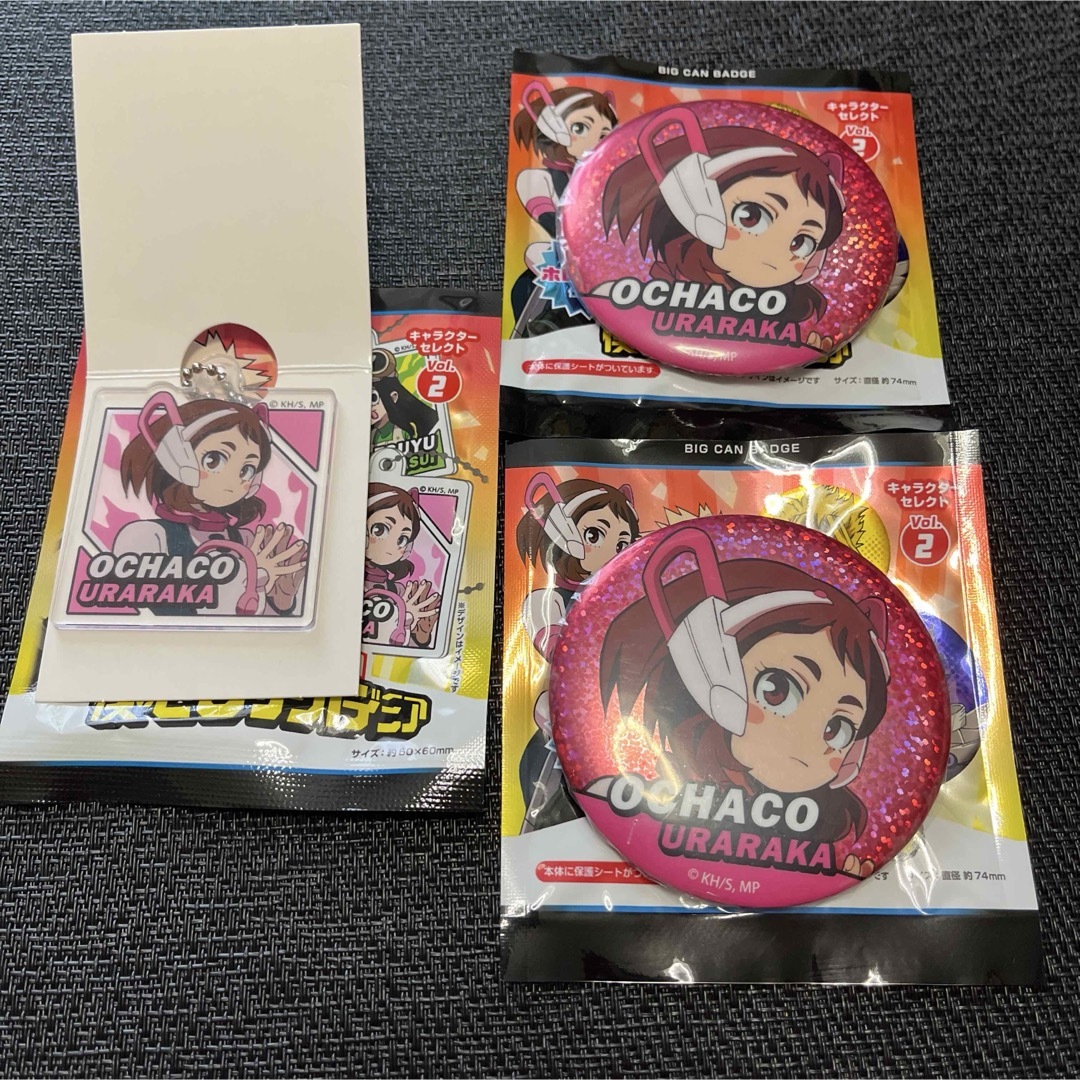 © KH/S, MP
OCHACO
URARAKA
キャラクター
セレクト
Vol.
2
© KH/S, MP
※デザインはイメージです
サイズ：約60×60mm
BIG CAN BADGE
キャラクター
セレクト
Vol.
2
OCHACO
URARAKA
本体に保護シートがついています
サイズ：直径 約74mm
BIG CAN BADGE
キャラクター
セレクト
Vol.
2
OCHACO
URARAKA
© KH/S, MP
本体に保護シートがつ
直径 約74mm